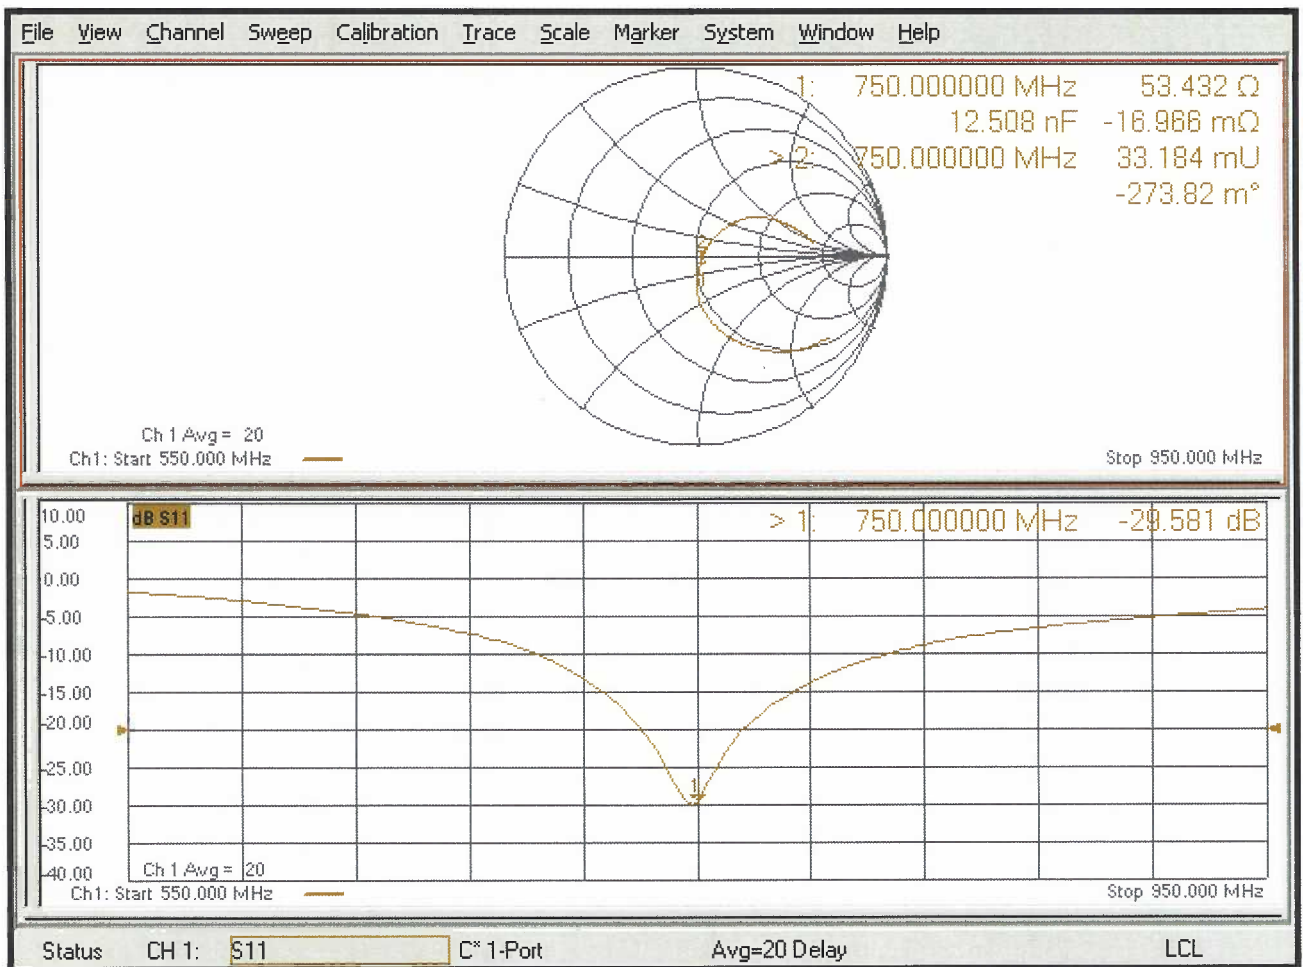 File View Channel Sweep Calibration Trace Scale Marker System Window Help
1: 750.000000 MHz 53.432 Ω
12.508 nF -16.966 mΩ
> 2: 750.000000 MHz 33.184 mU
-273.82 m°
Ch 1 Avg = 20
Ch1: Start 550.000 MHz
Stop 950.000 MHz
10.00
dB S11
> 1: 750.000000 MHz -29.581 dB
5.00
0.00
-5.00
-10.00
-15.00
-20.00
-25.00
1
-30.00
-35.00
-40.00
Ch 1 Avg = 20
Ch1: Start 550.000 MHz
Stop 950.000 MHz
Status CH 1: S11 C* 1-Port Avg=20 Delay LCL